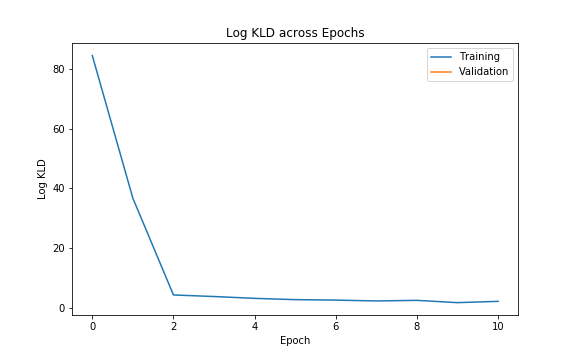 Log KLD across Epochs
Training
Validation
80
60
40
20
0
Log KLD
0 2 4 6 8 10
Epoch